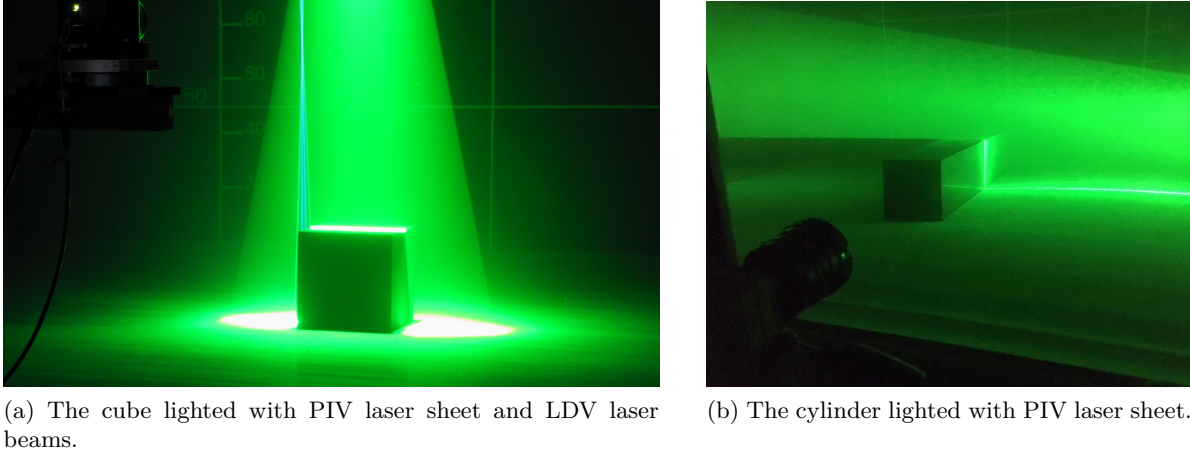 80
60
50
40
20
(a) The cube lighted with PIV laser sheet and LDV laser
beams.
(b) The cylinder lighted with PIV laser sheet.